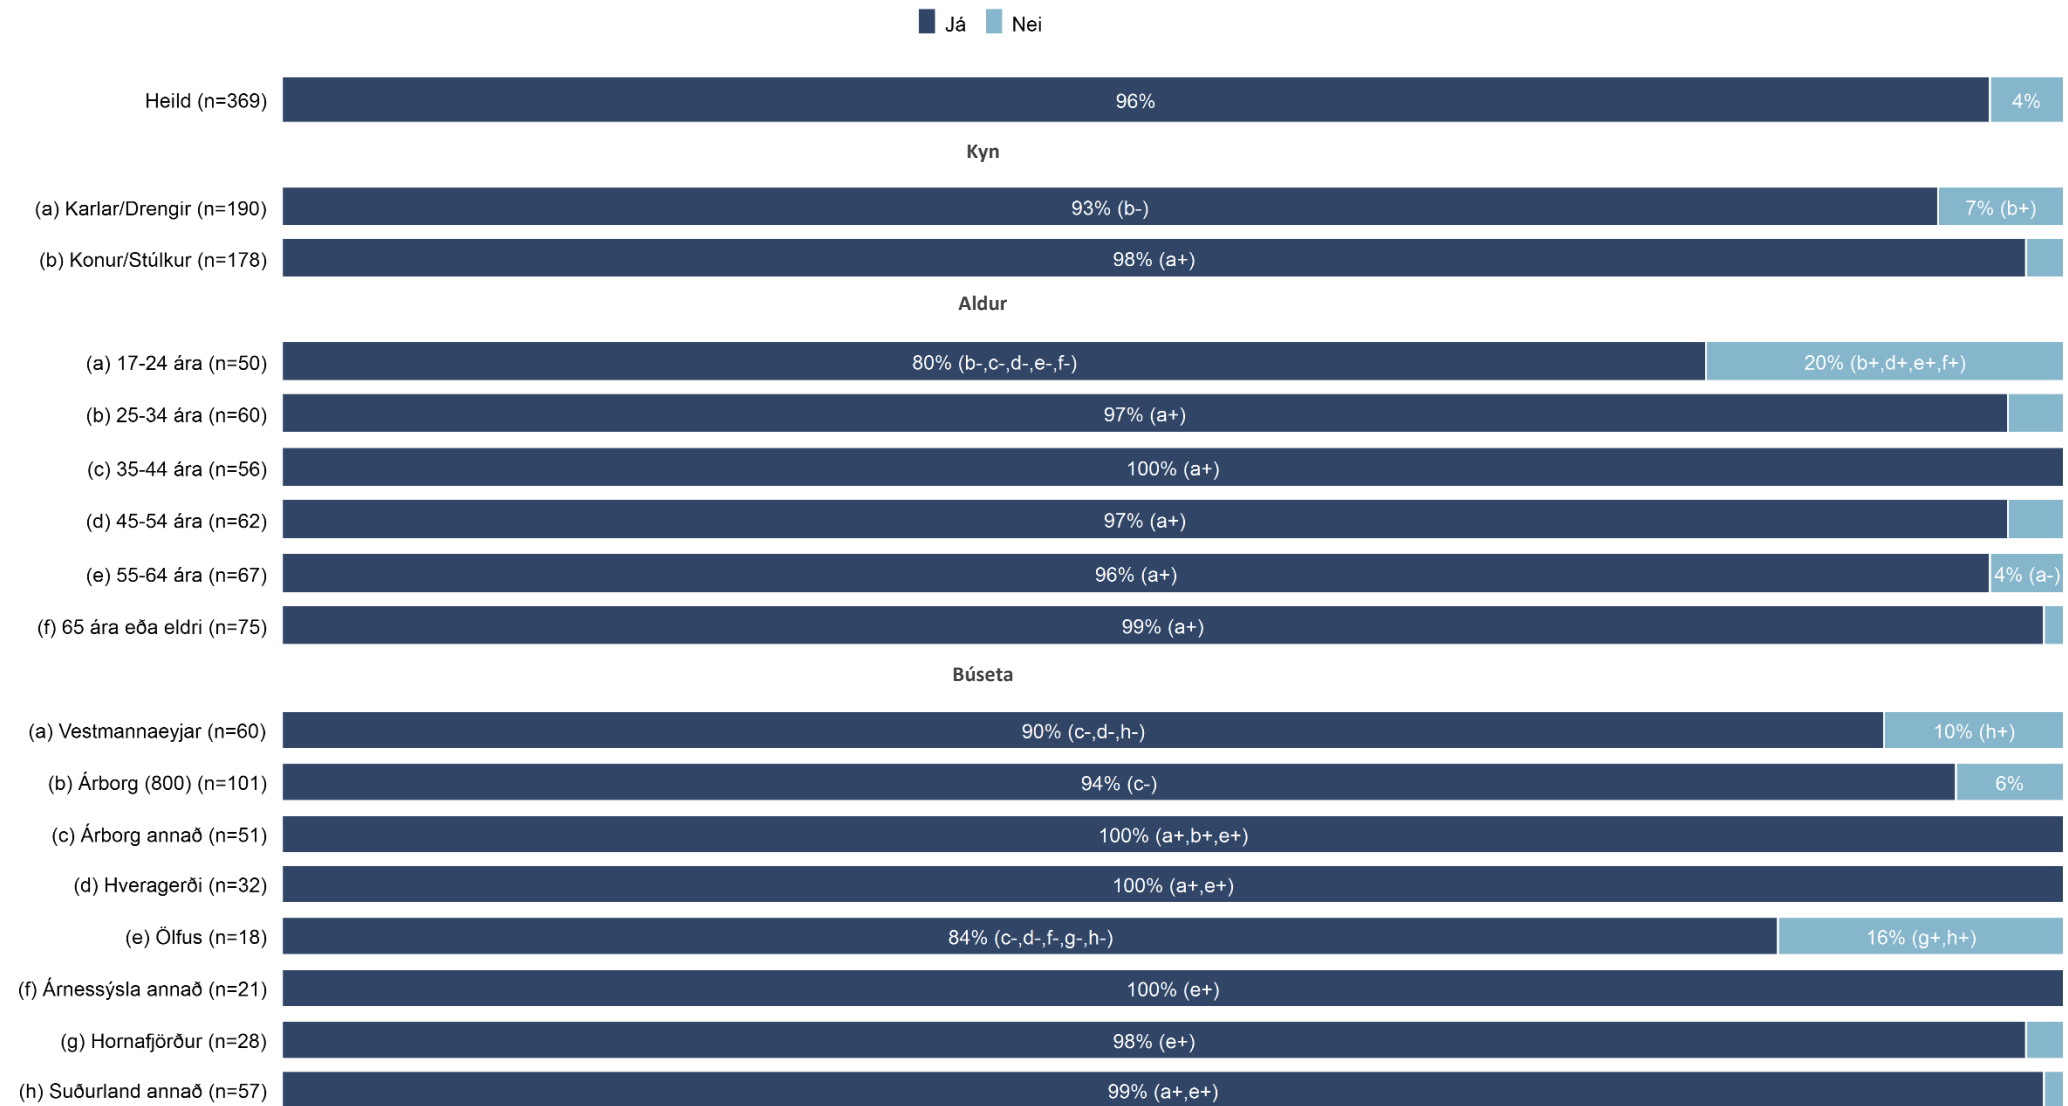 Já Nei
Heild (n=369) 96% 4%
Kyn
(a) Karlar/Drengir (n=190) 93% (b-) 7% (b+)
(b) Konur/Stúlkur (n=178) 98% (a+)
Aldur
(a) 17-24 ára (n=50) 80% (b-,c-,d-,e-,f-) 20% (b+,d+,e+,f+)
(b) 25-34 ára (n=60) 97% (a+)
(c) 35-44 ára (n=56) 100% (a+)
(d) 45-54 ára (n=62) 97% (a+)
(e) 55-64 ára (n=67) 96% (a+) 4% (a-)
(f) 65 ára eða eldri (n=75) 99% (a+)
Búseta
(a) Vestmannaeyjar (n=60) 90% (c-,d-,h-) 10% (h+)
(b) Árborg (800) (n=101) 94% (c-) 6%
(c) Árborg annað (n=51) 100% (a+,b+,e+)
(d) Hveragerði (n=32) 100% (a+,e+)
(e) Ölfus (n=18) 84% (c-,d-,f-,g-,h-) 16% (g+,h+)
(f) Árnessýsla annað (n=21) 100% (e+)
(g) Hornafjörður (n=28) 98% (e+)
(h) Suðurland annað (n=57) 99% (a+,e+)